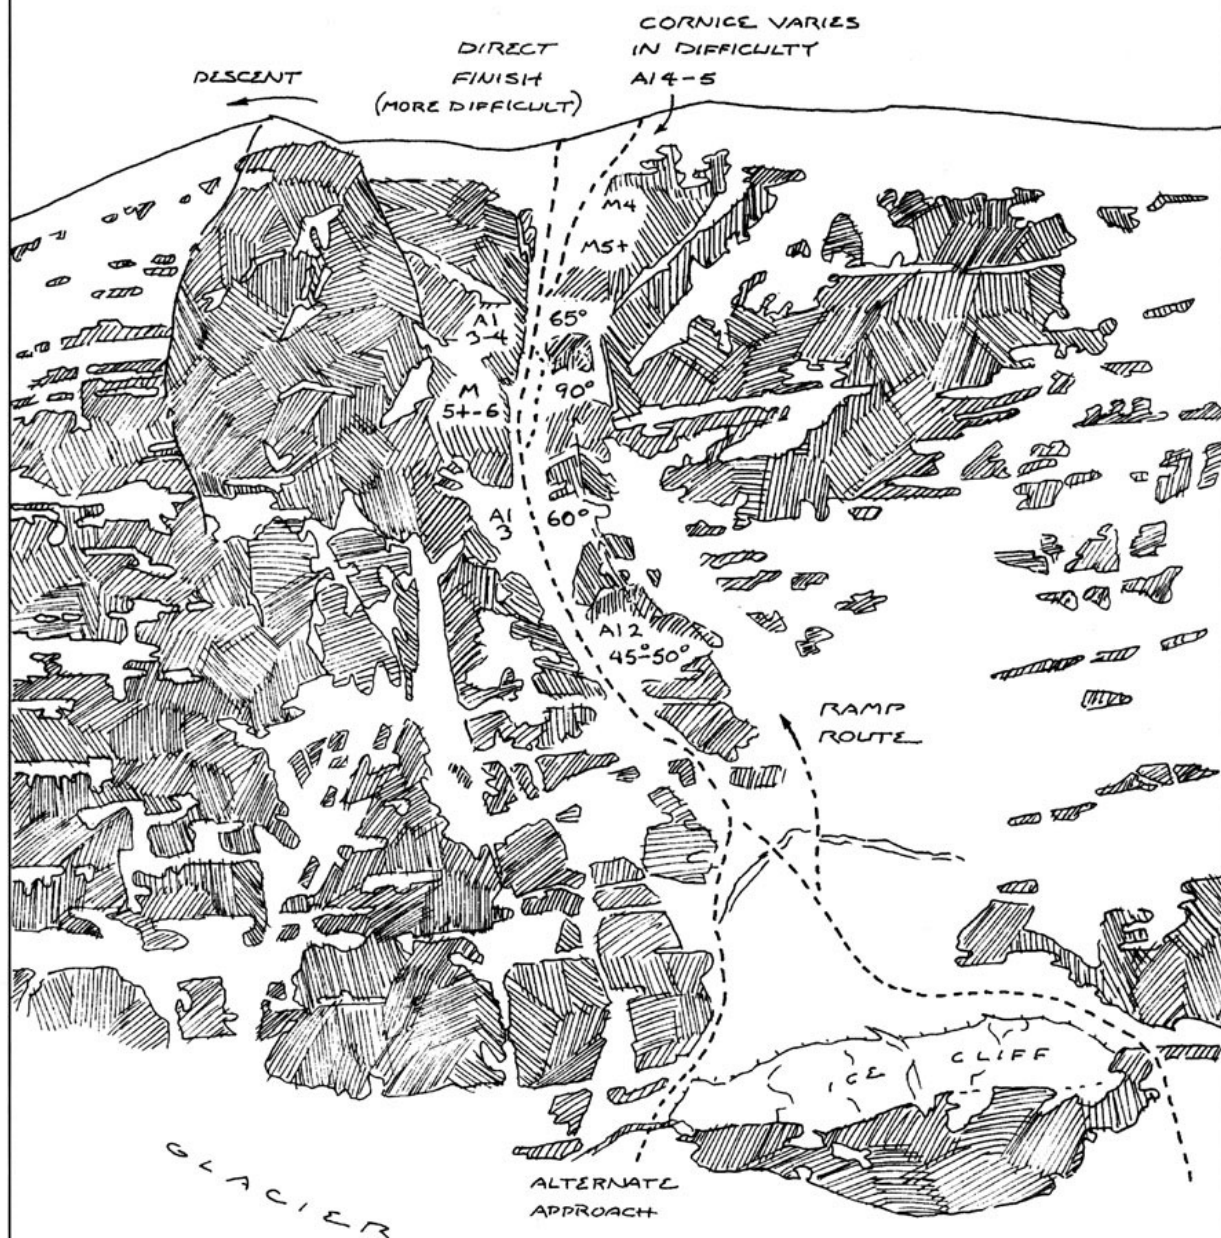 CORNICE VARIES
IN DIFFICULTY
AI 4-5
DIRECT
FINISH
(MORE DIFFICULT)
DESCENT
M4
M5+
AI
3-4
65°
M
5+-6
90°
AI
3
60°
AI 2
45°-50°
RAMP
ROUTE
ICE CLIFF
GLACIER
ALTERNATE
APPROACH